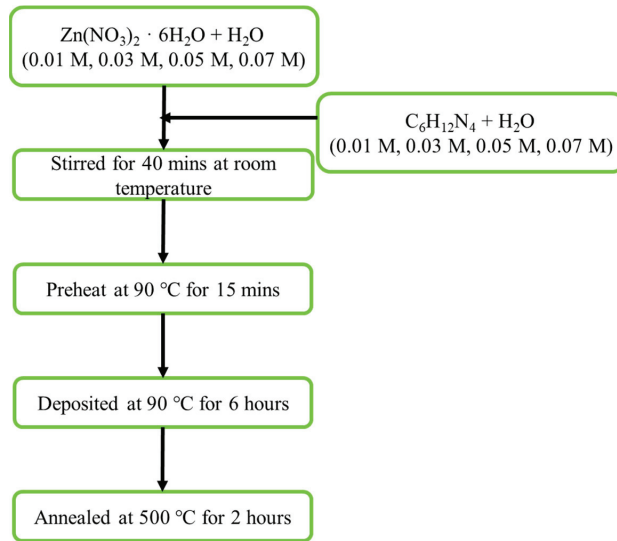 Zn(NO₃)₂ · 6H₂O + H₂O
(0.01 M, 0.03 M, 0.05 M, 0.07 M)
C₆H₁₂N₄ + H₂O
(0.01 M, 0.03 M, 0.05 M, 0.07 M)
Stirred for 40 mins at room
temperature
Preheat at 90 °C for 15 mins
Deposited at 90 °C for 6 hours
Annealed at 500 °C for 2 hours